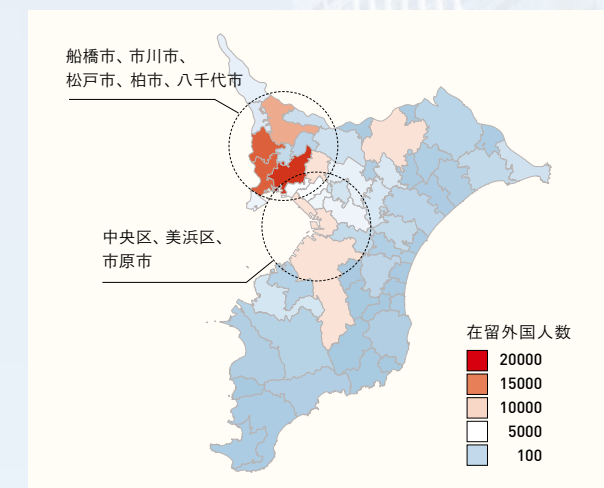 船橋市、市川市、
松戸市、柏市、八千代市
中央区、美浜区、
市原市
在留外国人数
20000
15000
10000
5000
100